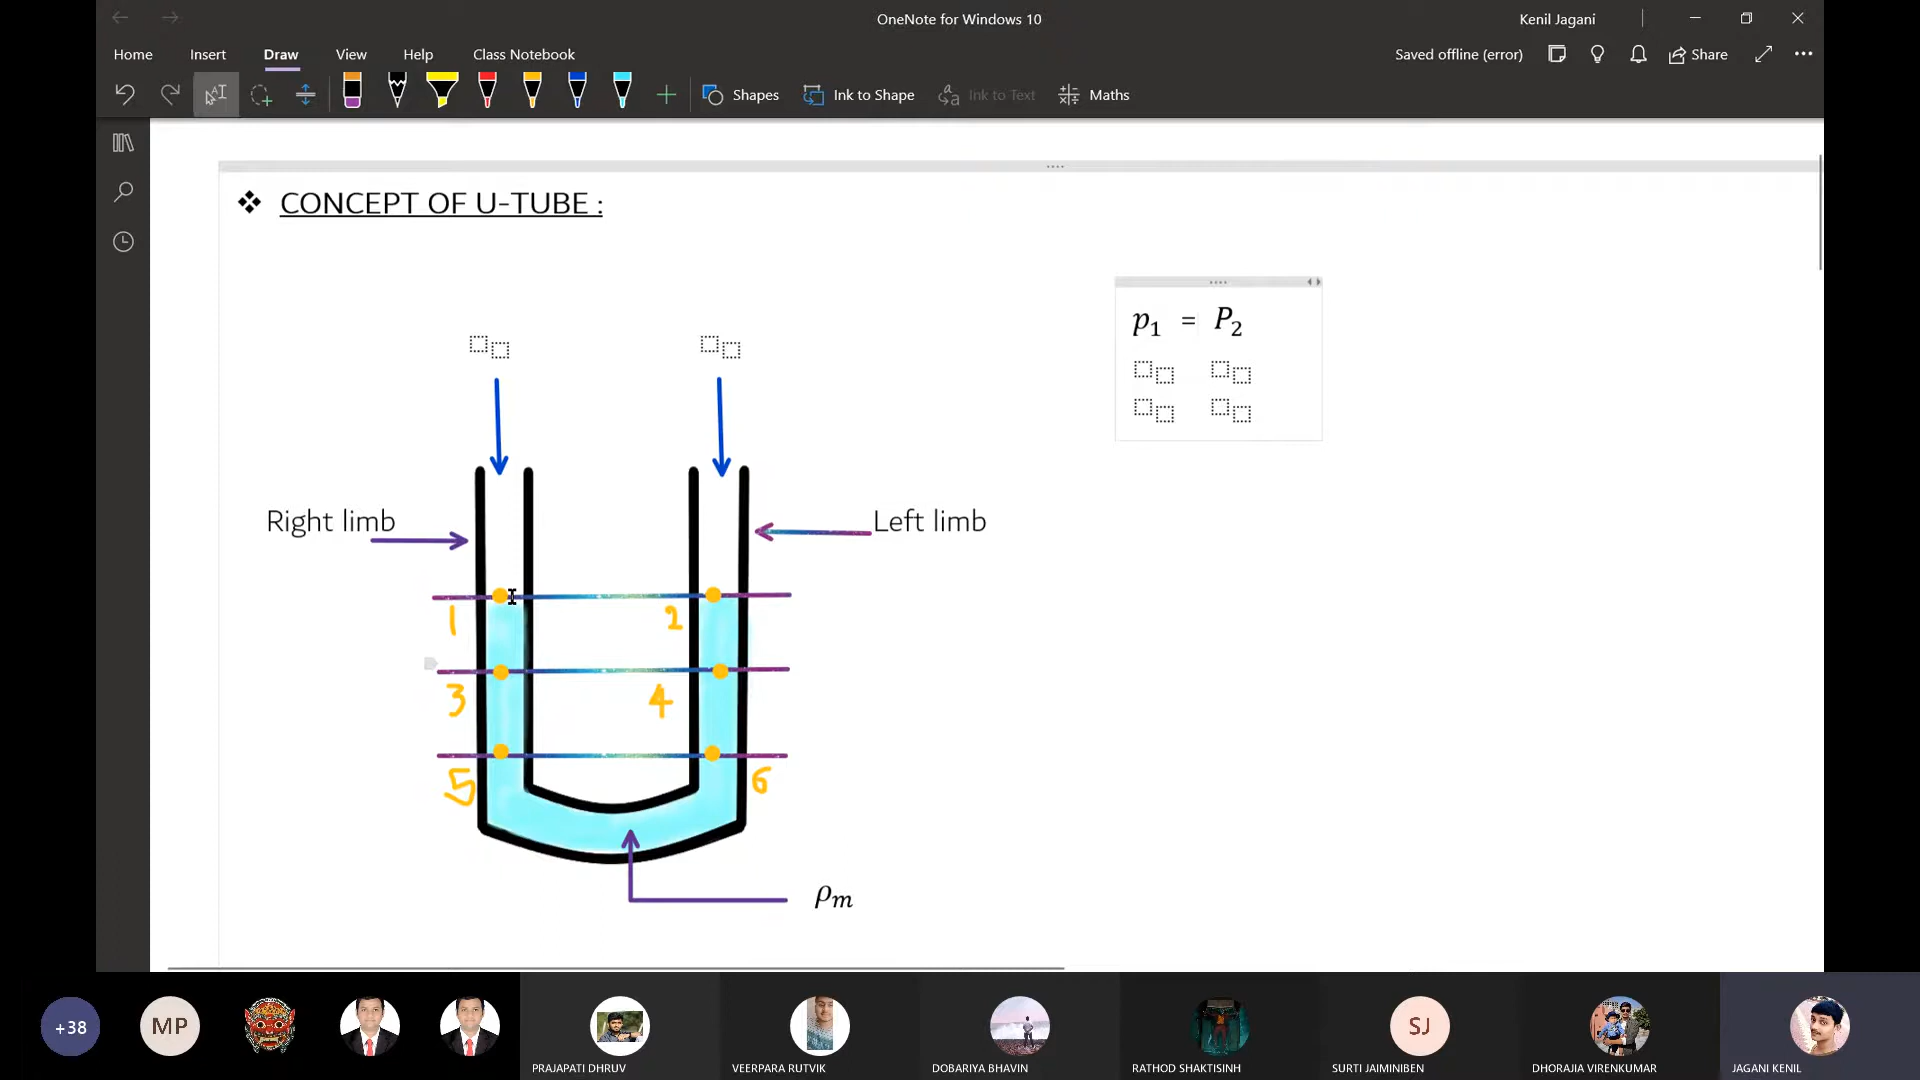 OneNote for Windows 10
Kenil Jagani
Home Insert Draw View Help Class Notebook
Saved offline (error) Share
Shapes Ink to Shape Ink to Text Maths
❖ CONCEPT OF U-TUBE :
p₁ = P₂
Right limb
Left limb
1 2
3 4
5 6
ρₘ
+38 MP SJ
PRAJAPATI DHRUV VEERPARA RUTVIK DOBARIYA BHAVIN RATHOD SHAKTISINH SURTI JAIMINIBEN DHORAJIA VIRENKUMAR JAGANI KENIL